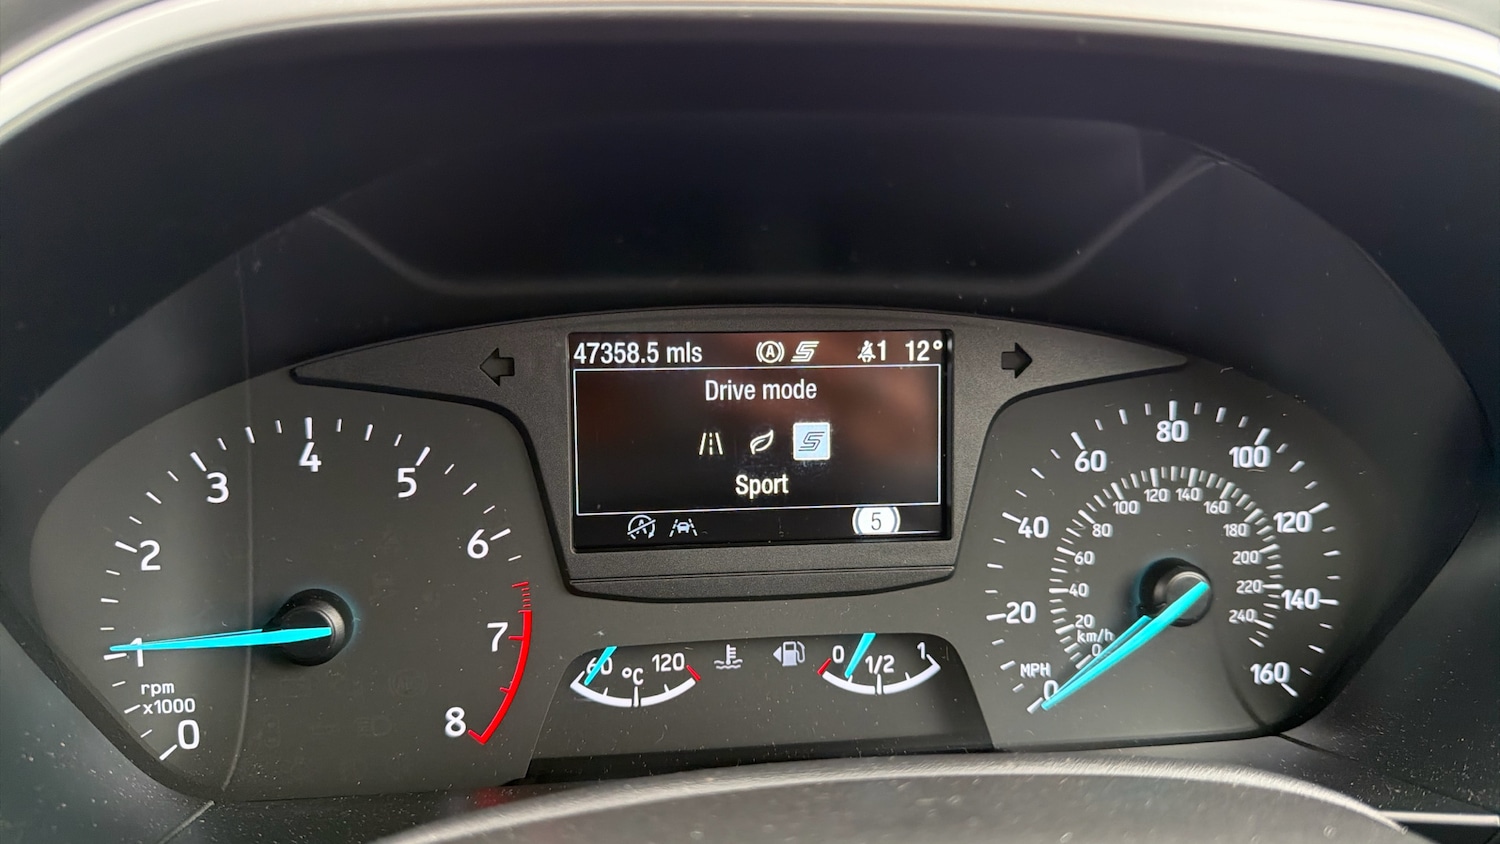 47358.5 mls A S 1 12°
Drive mode
S
Sport
A 5
0 1 2 3 4 5 6 7 8
rpm
x1000
60 °C 120
0 1/2 1
0 20 40 60 80 100 120 140 160
MPH
0 20 40 60 80 100 120 140 160 180 200 220 240
km/h